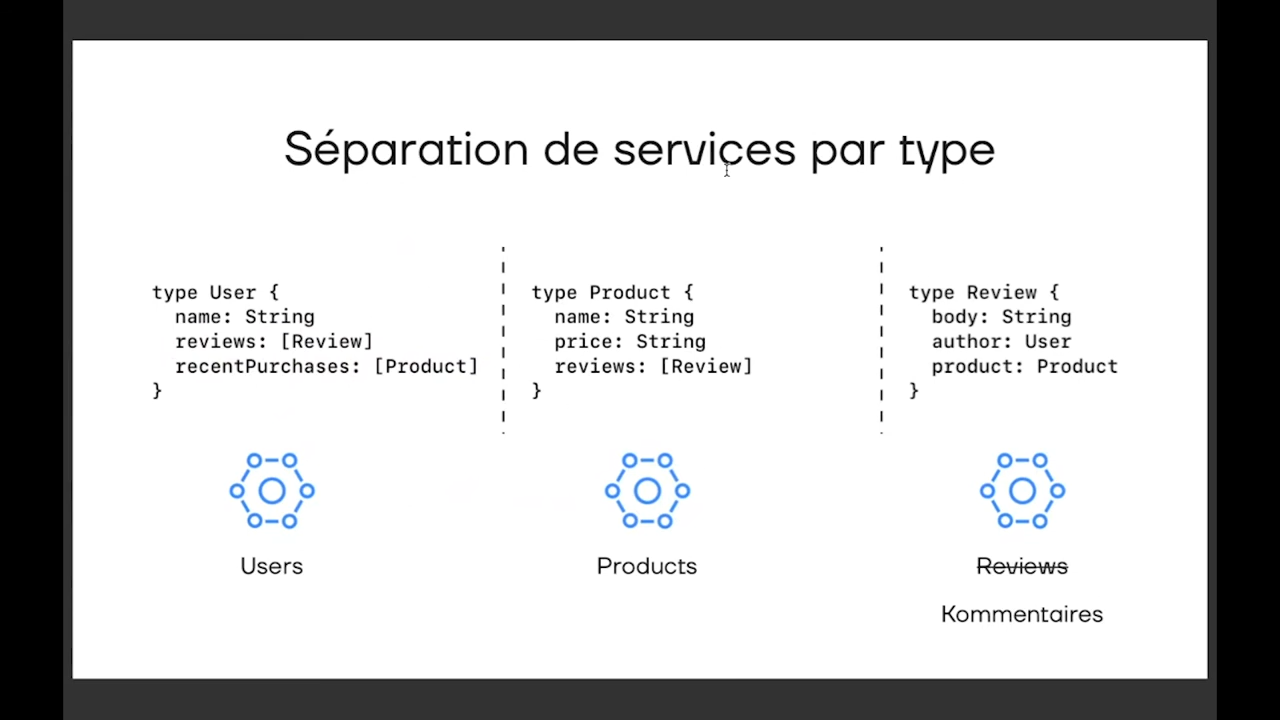 Séparation de services par type
type User {
name: String
reviews: [Review]
recentPurchases: [Product]
}
type Product {
name: String
price: String
reviews: [Review]
}
type Review {
body: String
author: User
product: Product
}
Users
Products
Reviews
Kommentaires